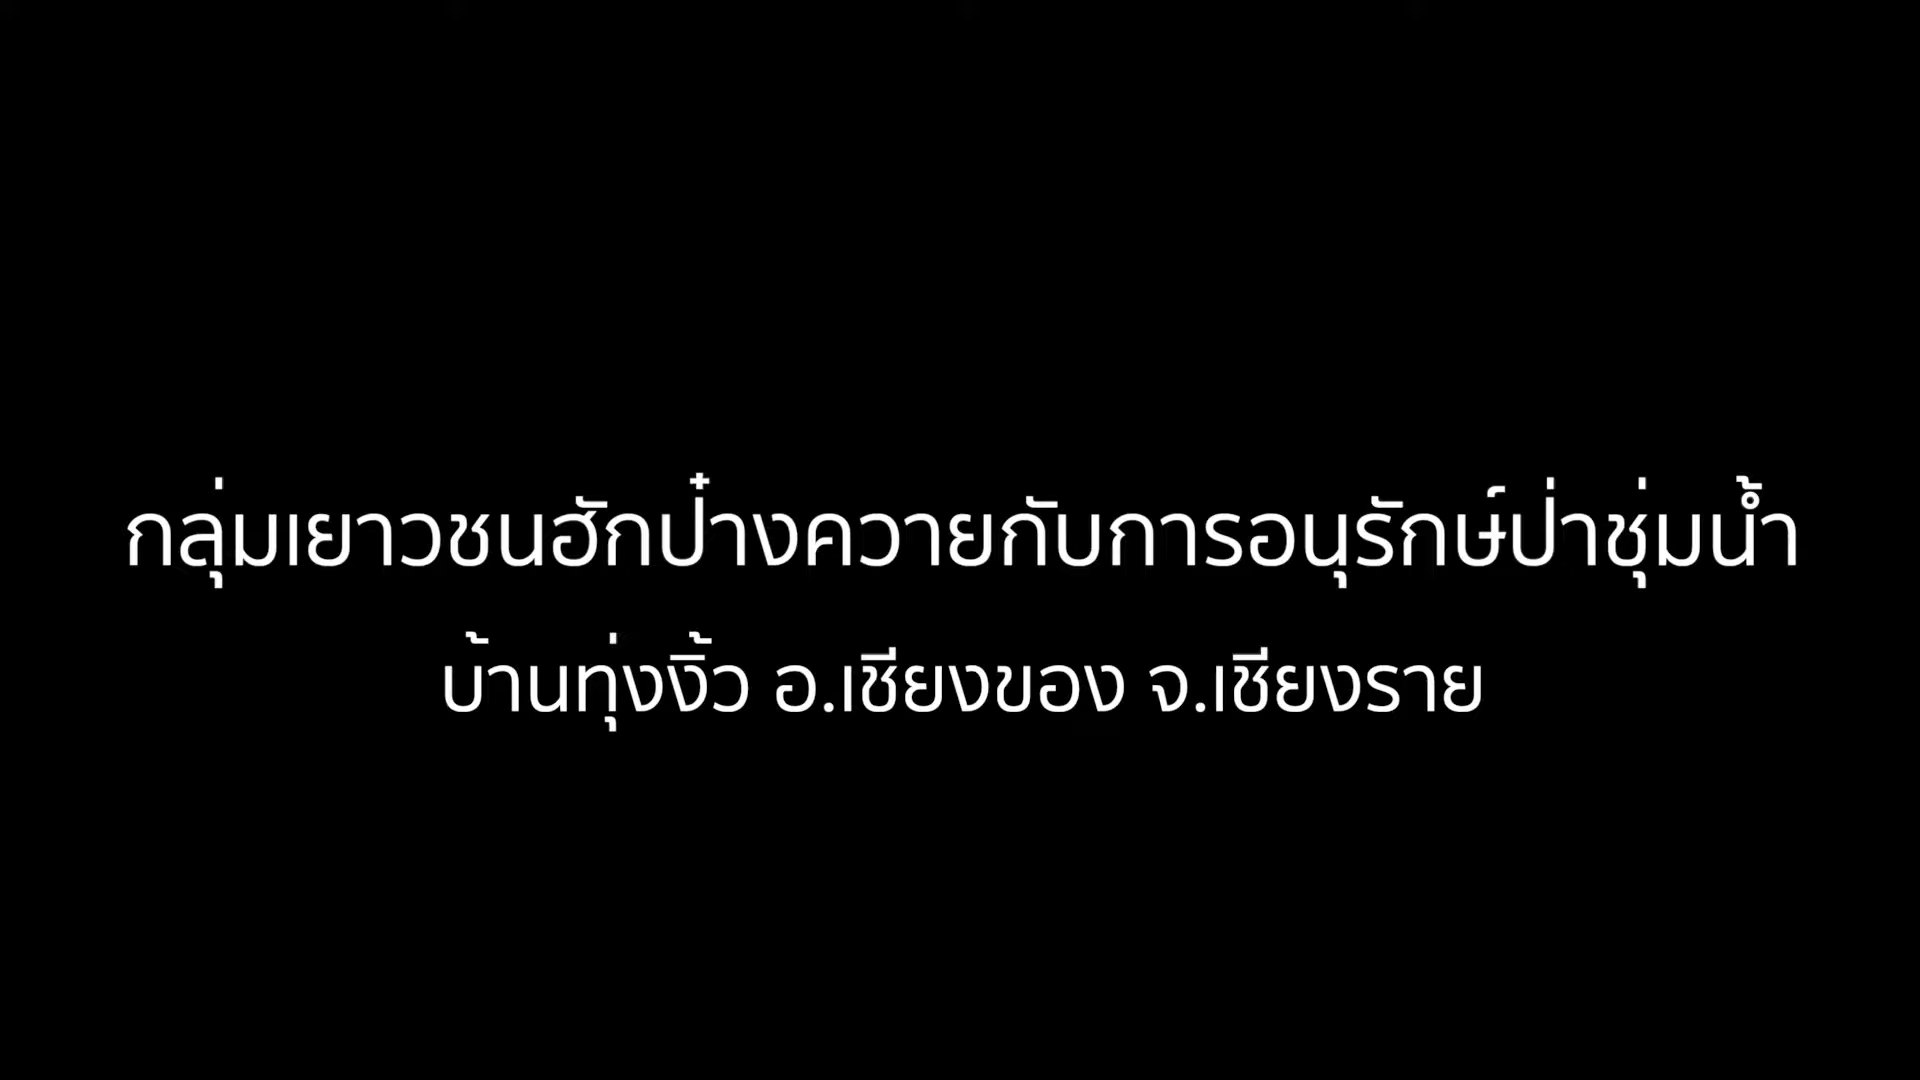 กลุ่มเยาวชนฮักป๋างควายกับการอนุรักษ์ป่าชุ่มน้ำ
บ้านทุ่งงิ้ว อ.เชียงของ จ.เชียงราย